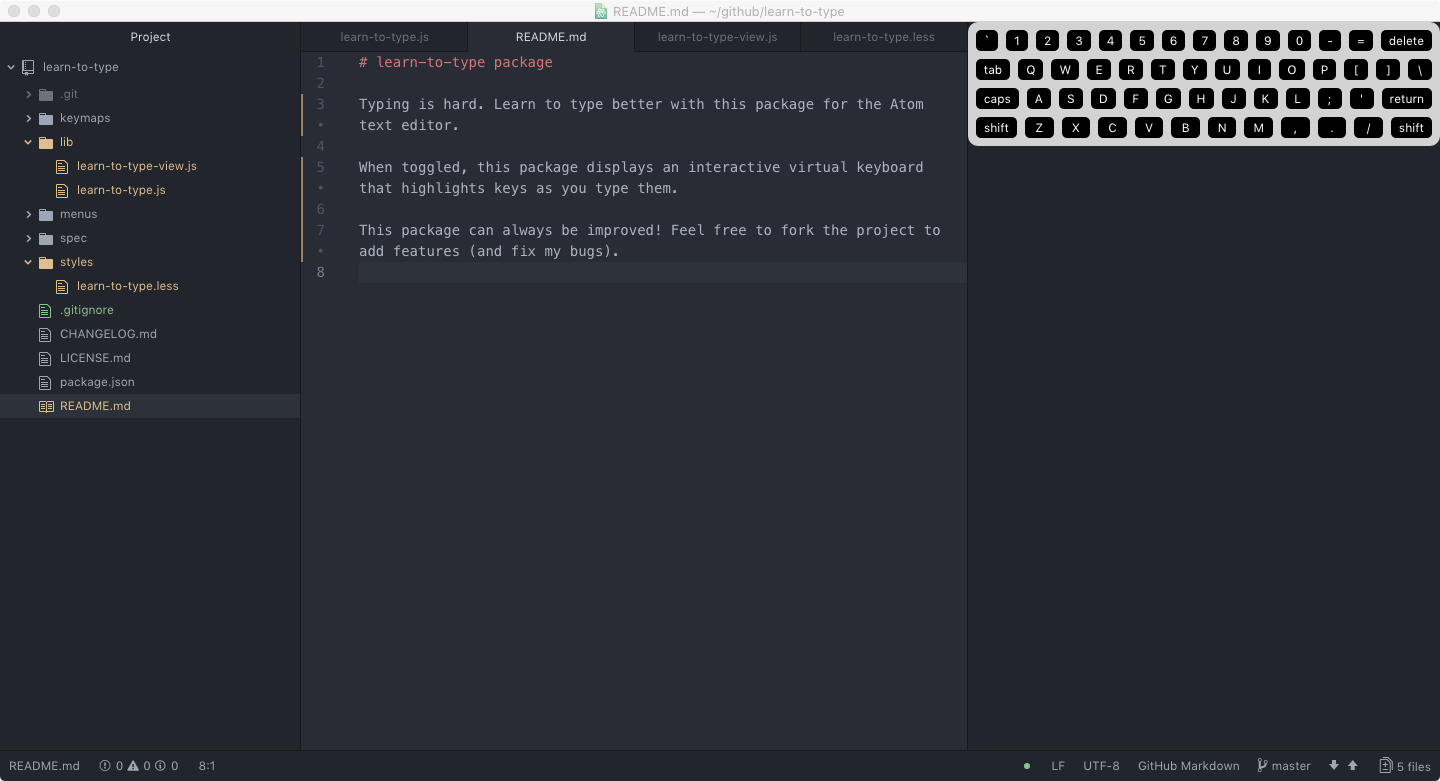 README.md — ~/github/learn-to-type
Project
learn-to-type
.git
keymaps
lib
learn-to-type-view.js
learn-to-type.js
menus
spec
styles
learn-to-type.less
.gitignore
CHANGELOG.md
LICENSE.md
package.json
README.md
learn-to-type.js README.md learn-to-type-view.js learn-to-type.less
1 # learn-to-type package
2
3 Typing is hard. Learn to type better with this package for the Atom
• text editor.
4
5 When toggled, this package displays an interactive virtual keyboard
• that highlights keys as you type them.
6
7 This package can always be improved! Feel free to fork the project to
• add features (and fix my bugs).
8
` 1 2 3 4 5 6 7 8 9 0 - = delete
tab Q W E R T Y U I O P [ ] \
caps A S D F G H J K L ; ' return
shift Z X C V B N M , . / shift
README.md 0 0 0 8:1 LF UTF-8 GitHub Markdown master 5 files